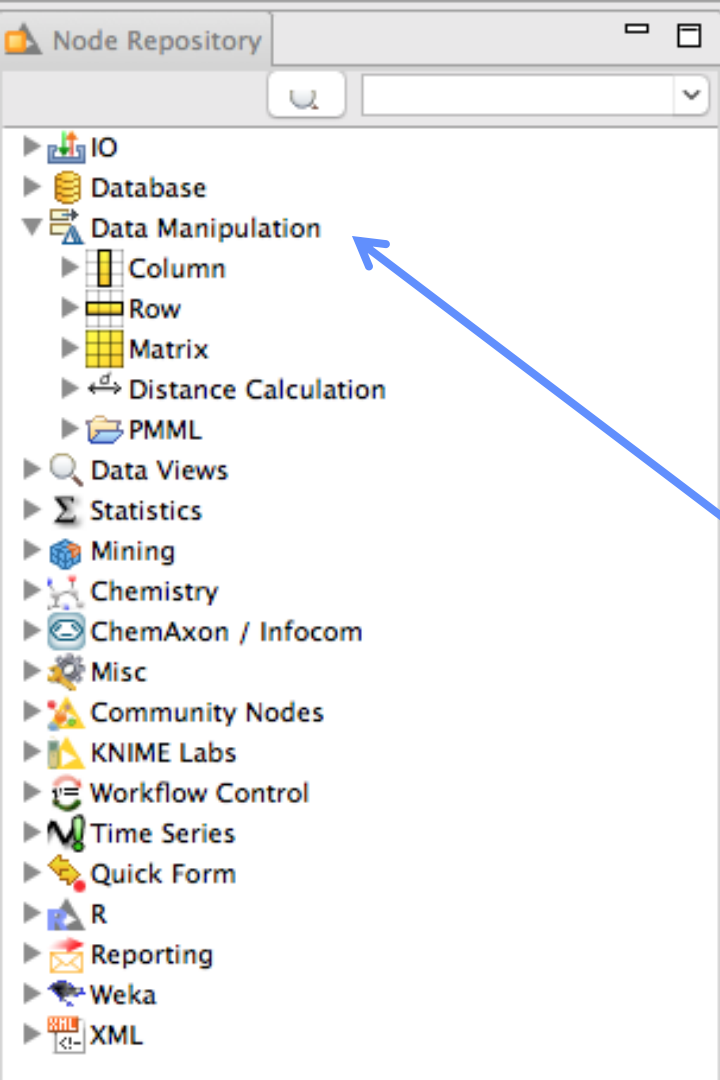 Node Repository
IO
Database
Data Manipulation
Column
Row
Matrix
d
Distance Calculation
PMML
Data Views
Σ Statistics
Mining
Chemistry
ChemAxon / Infocom
Misc
Community Nodes
KNIME Labs
v= Workflow Control
Time Series
Quick Form
R R
Reporting
Weka
XML <!- XML